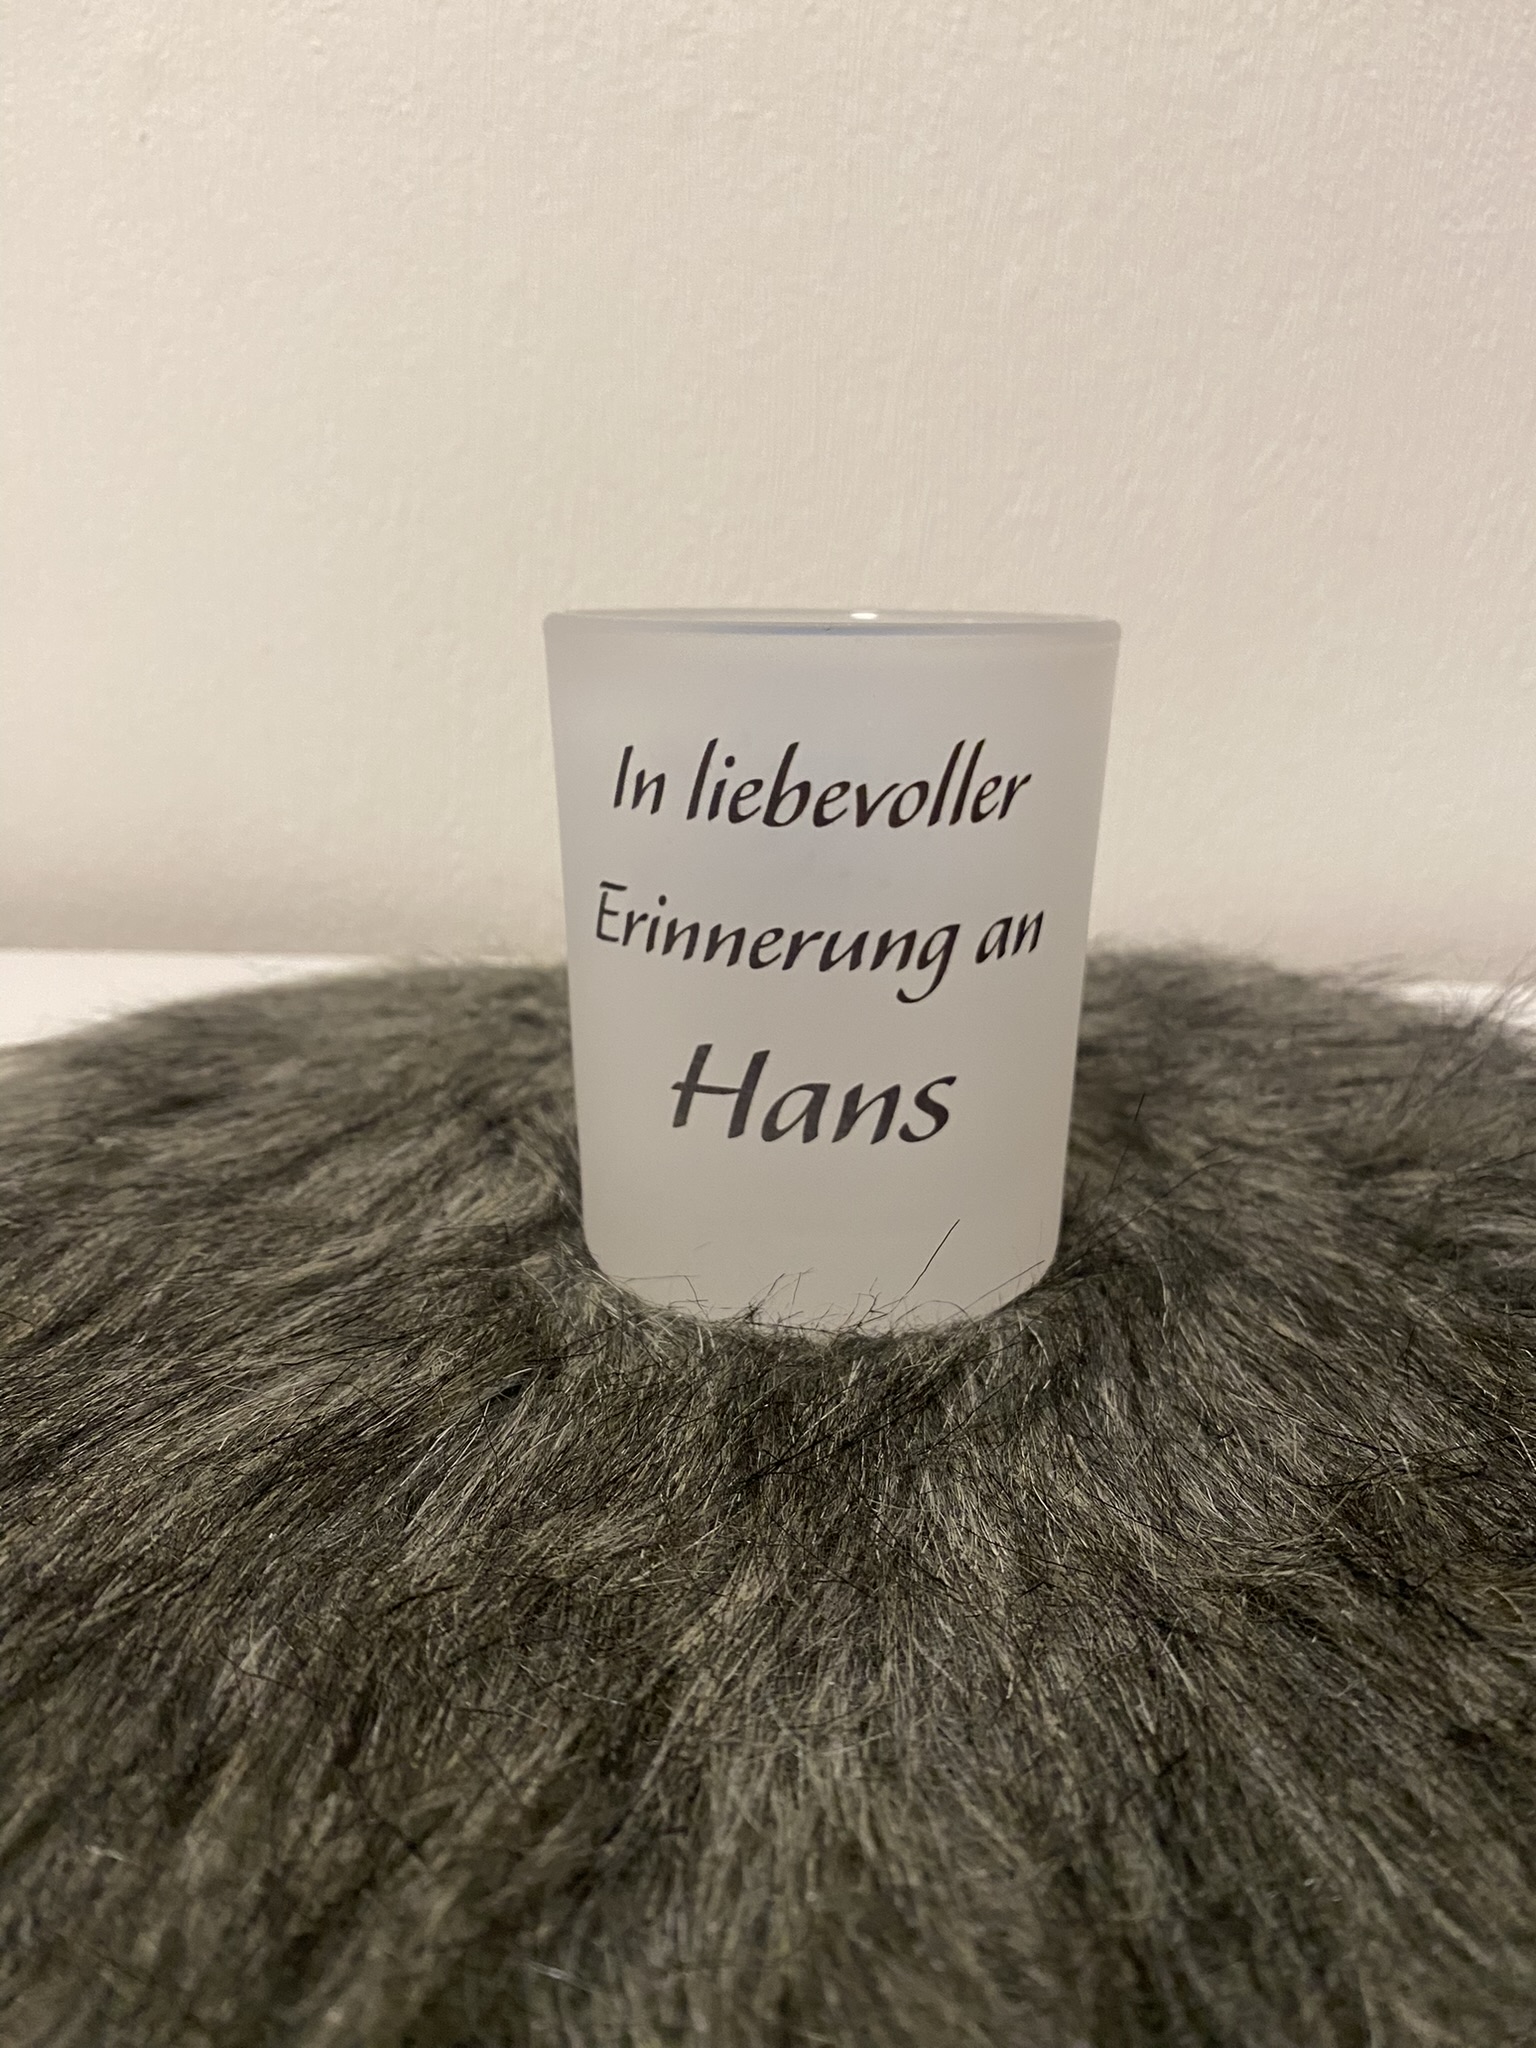 In liebevoller
Erinnerung an
Hans